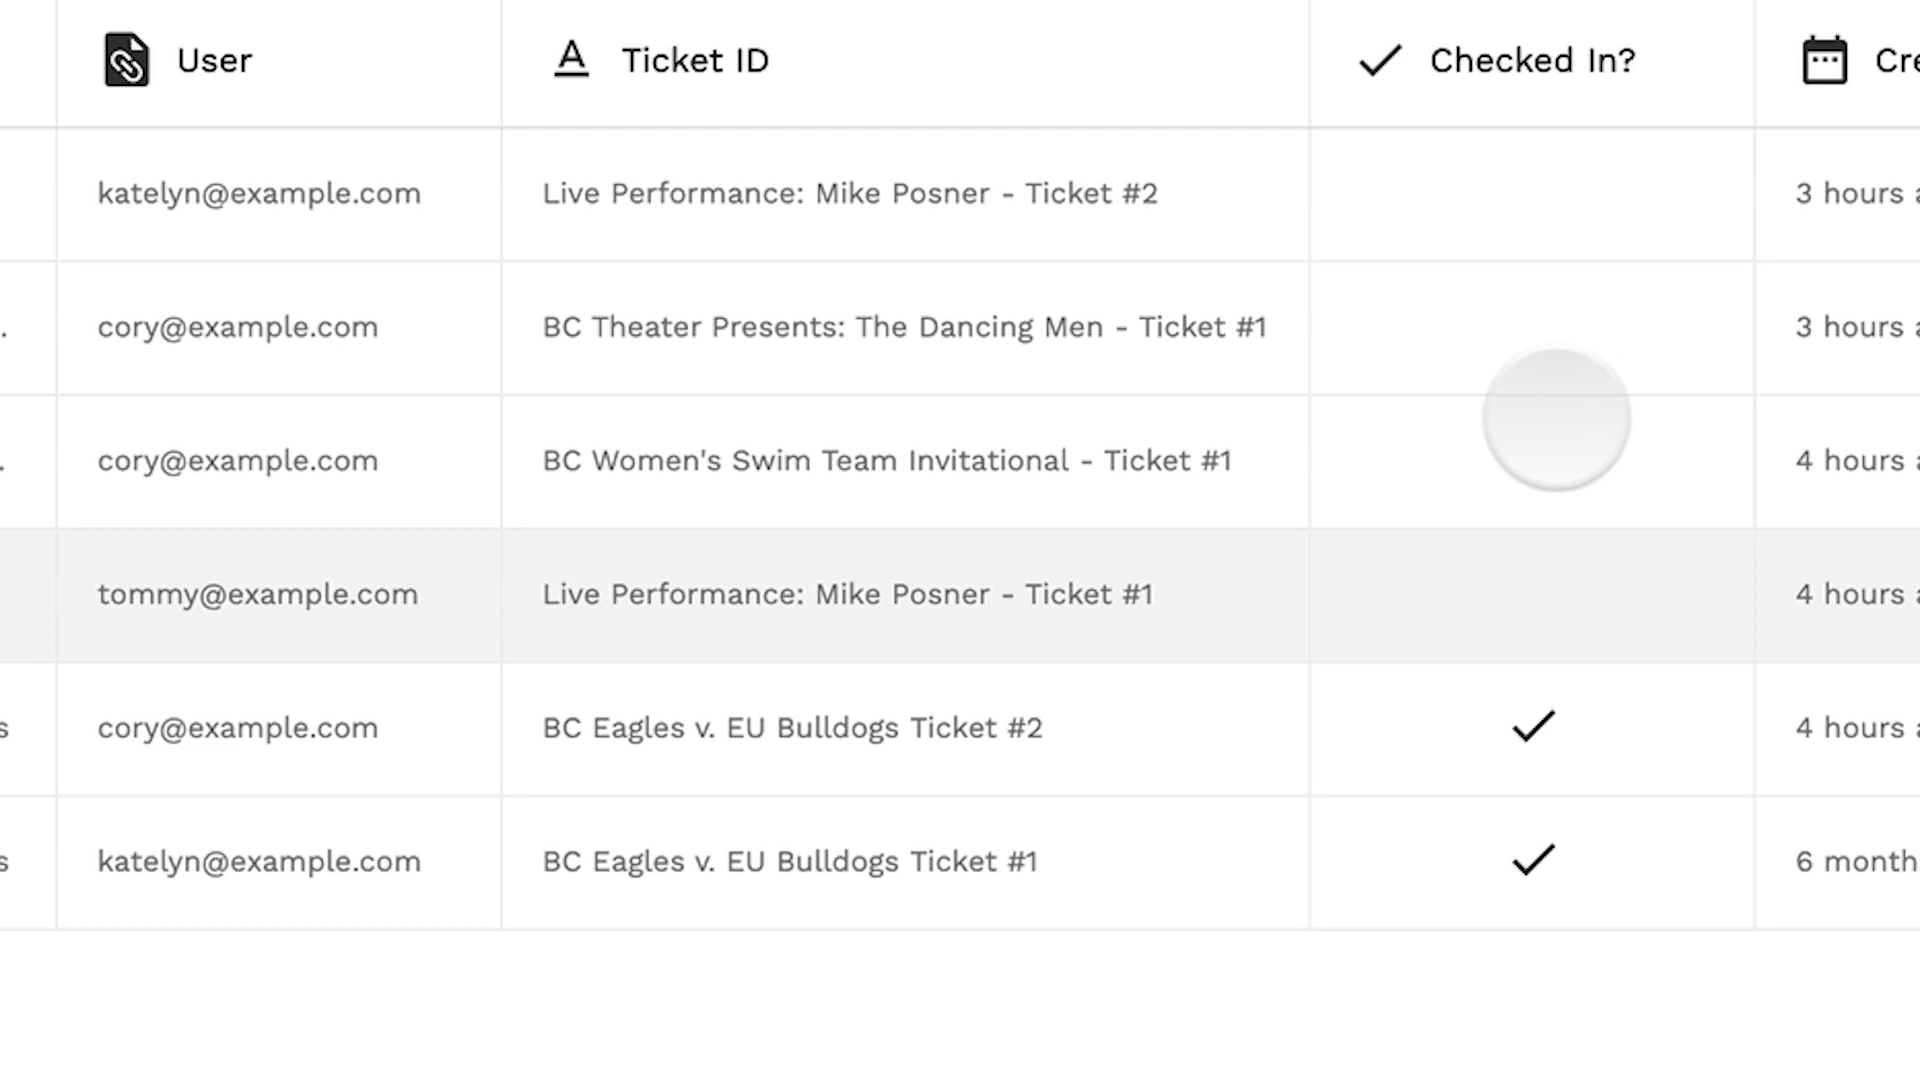 User Ticket ID Checked In? Cre
katelyn@example.com Live Performance: Mike Posner - Ticket #2 3 hours a
. cory@example.com BC Theater Presents: The Dancing Men - Ticket #1 3 hours a
. cory@example.com BC Women's Swim Team Invitational - Ticket #1 4 hours a
tommy@example.com Live Performance: Mike Posner - Ticket #1 4 hours a
s cory@example.com BC Eagles v. EU Bulldogs Ticket #2 4 hours a
s katelyn@example.com BC Eagles v. EU Bulldogs Ticket #1 6 month